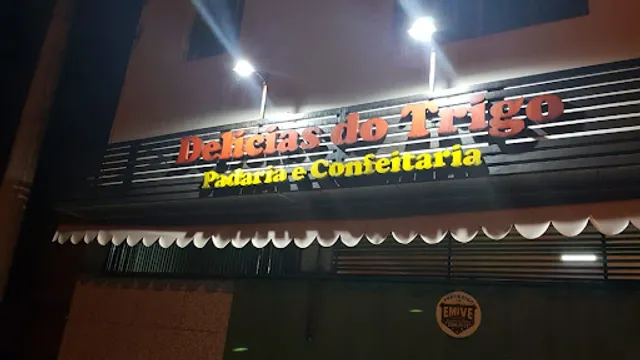 Delícias do Trigo
Padaria e Confeitaria
EMIVE